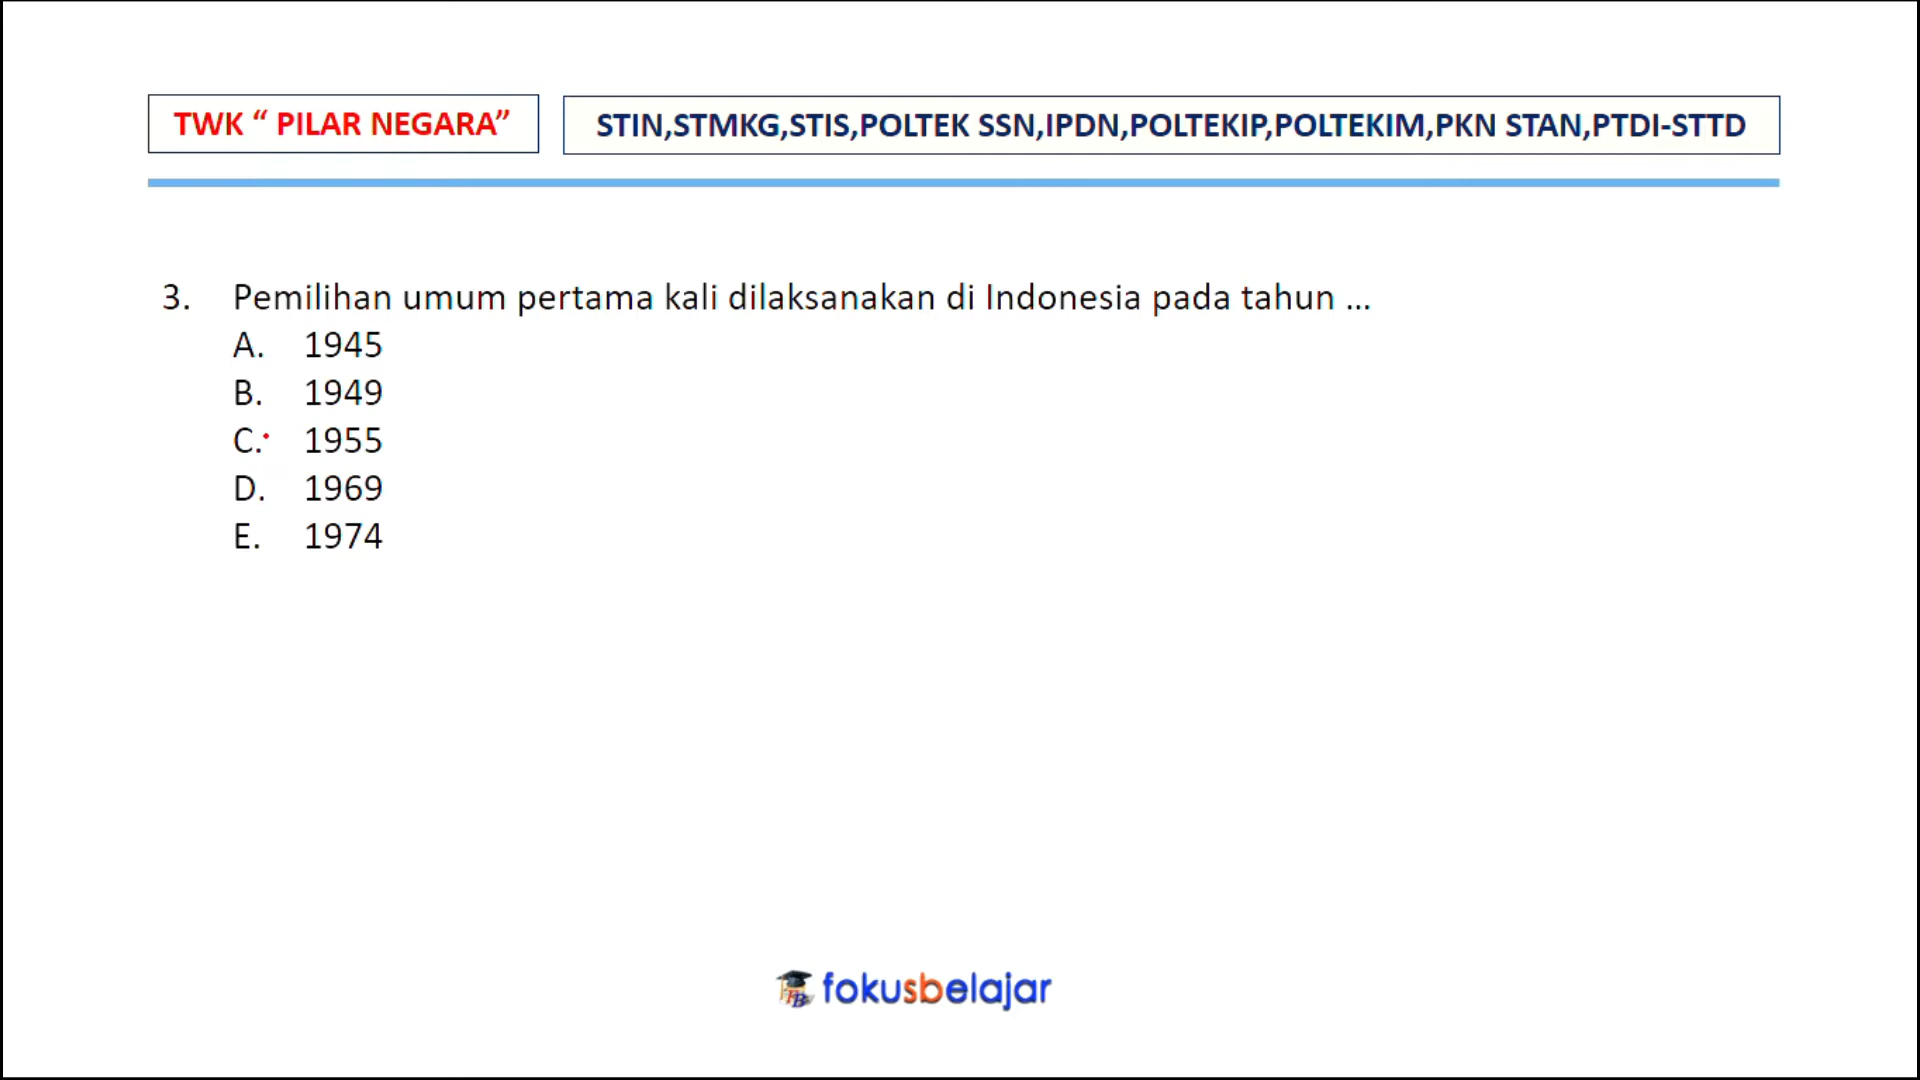 TWK “ PILAR NEGARA”
STIN,STMKG,STIS,POLTEK SSN,IPDN,POLTEKIP,POLTEKIM,PKN STAN,PTDI-STTD
3. Pemilihan umum pertama kali dilaksanakan di Indonesia pada tahun ...
A. 1945
B. 1949
C. 1955
D. 1969
E. 1974
fokusbelajar